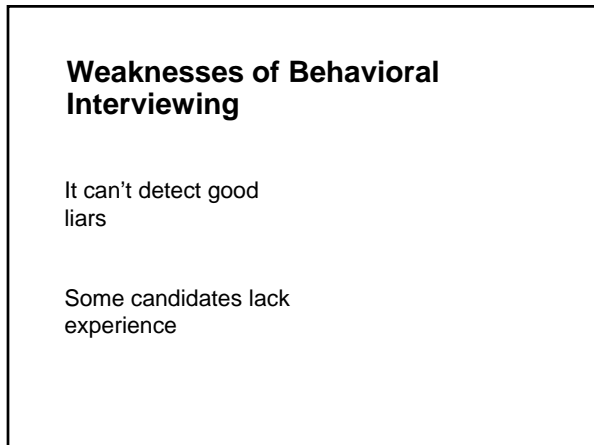 Weaknesses of Behavioral
Interviewing
It can’t detect good
liars
Some candidates lack
experience